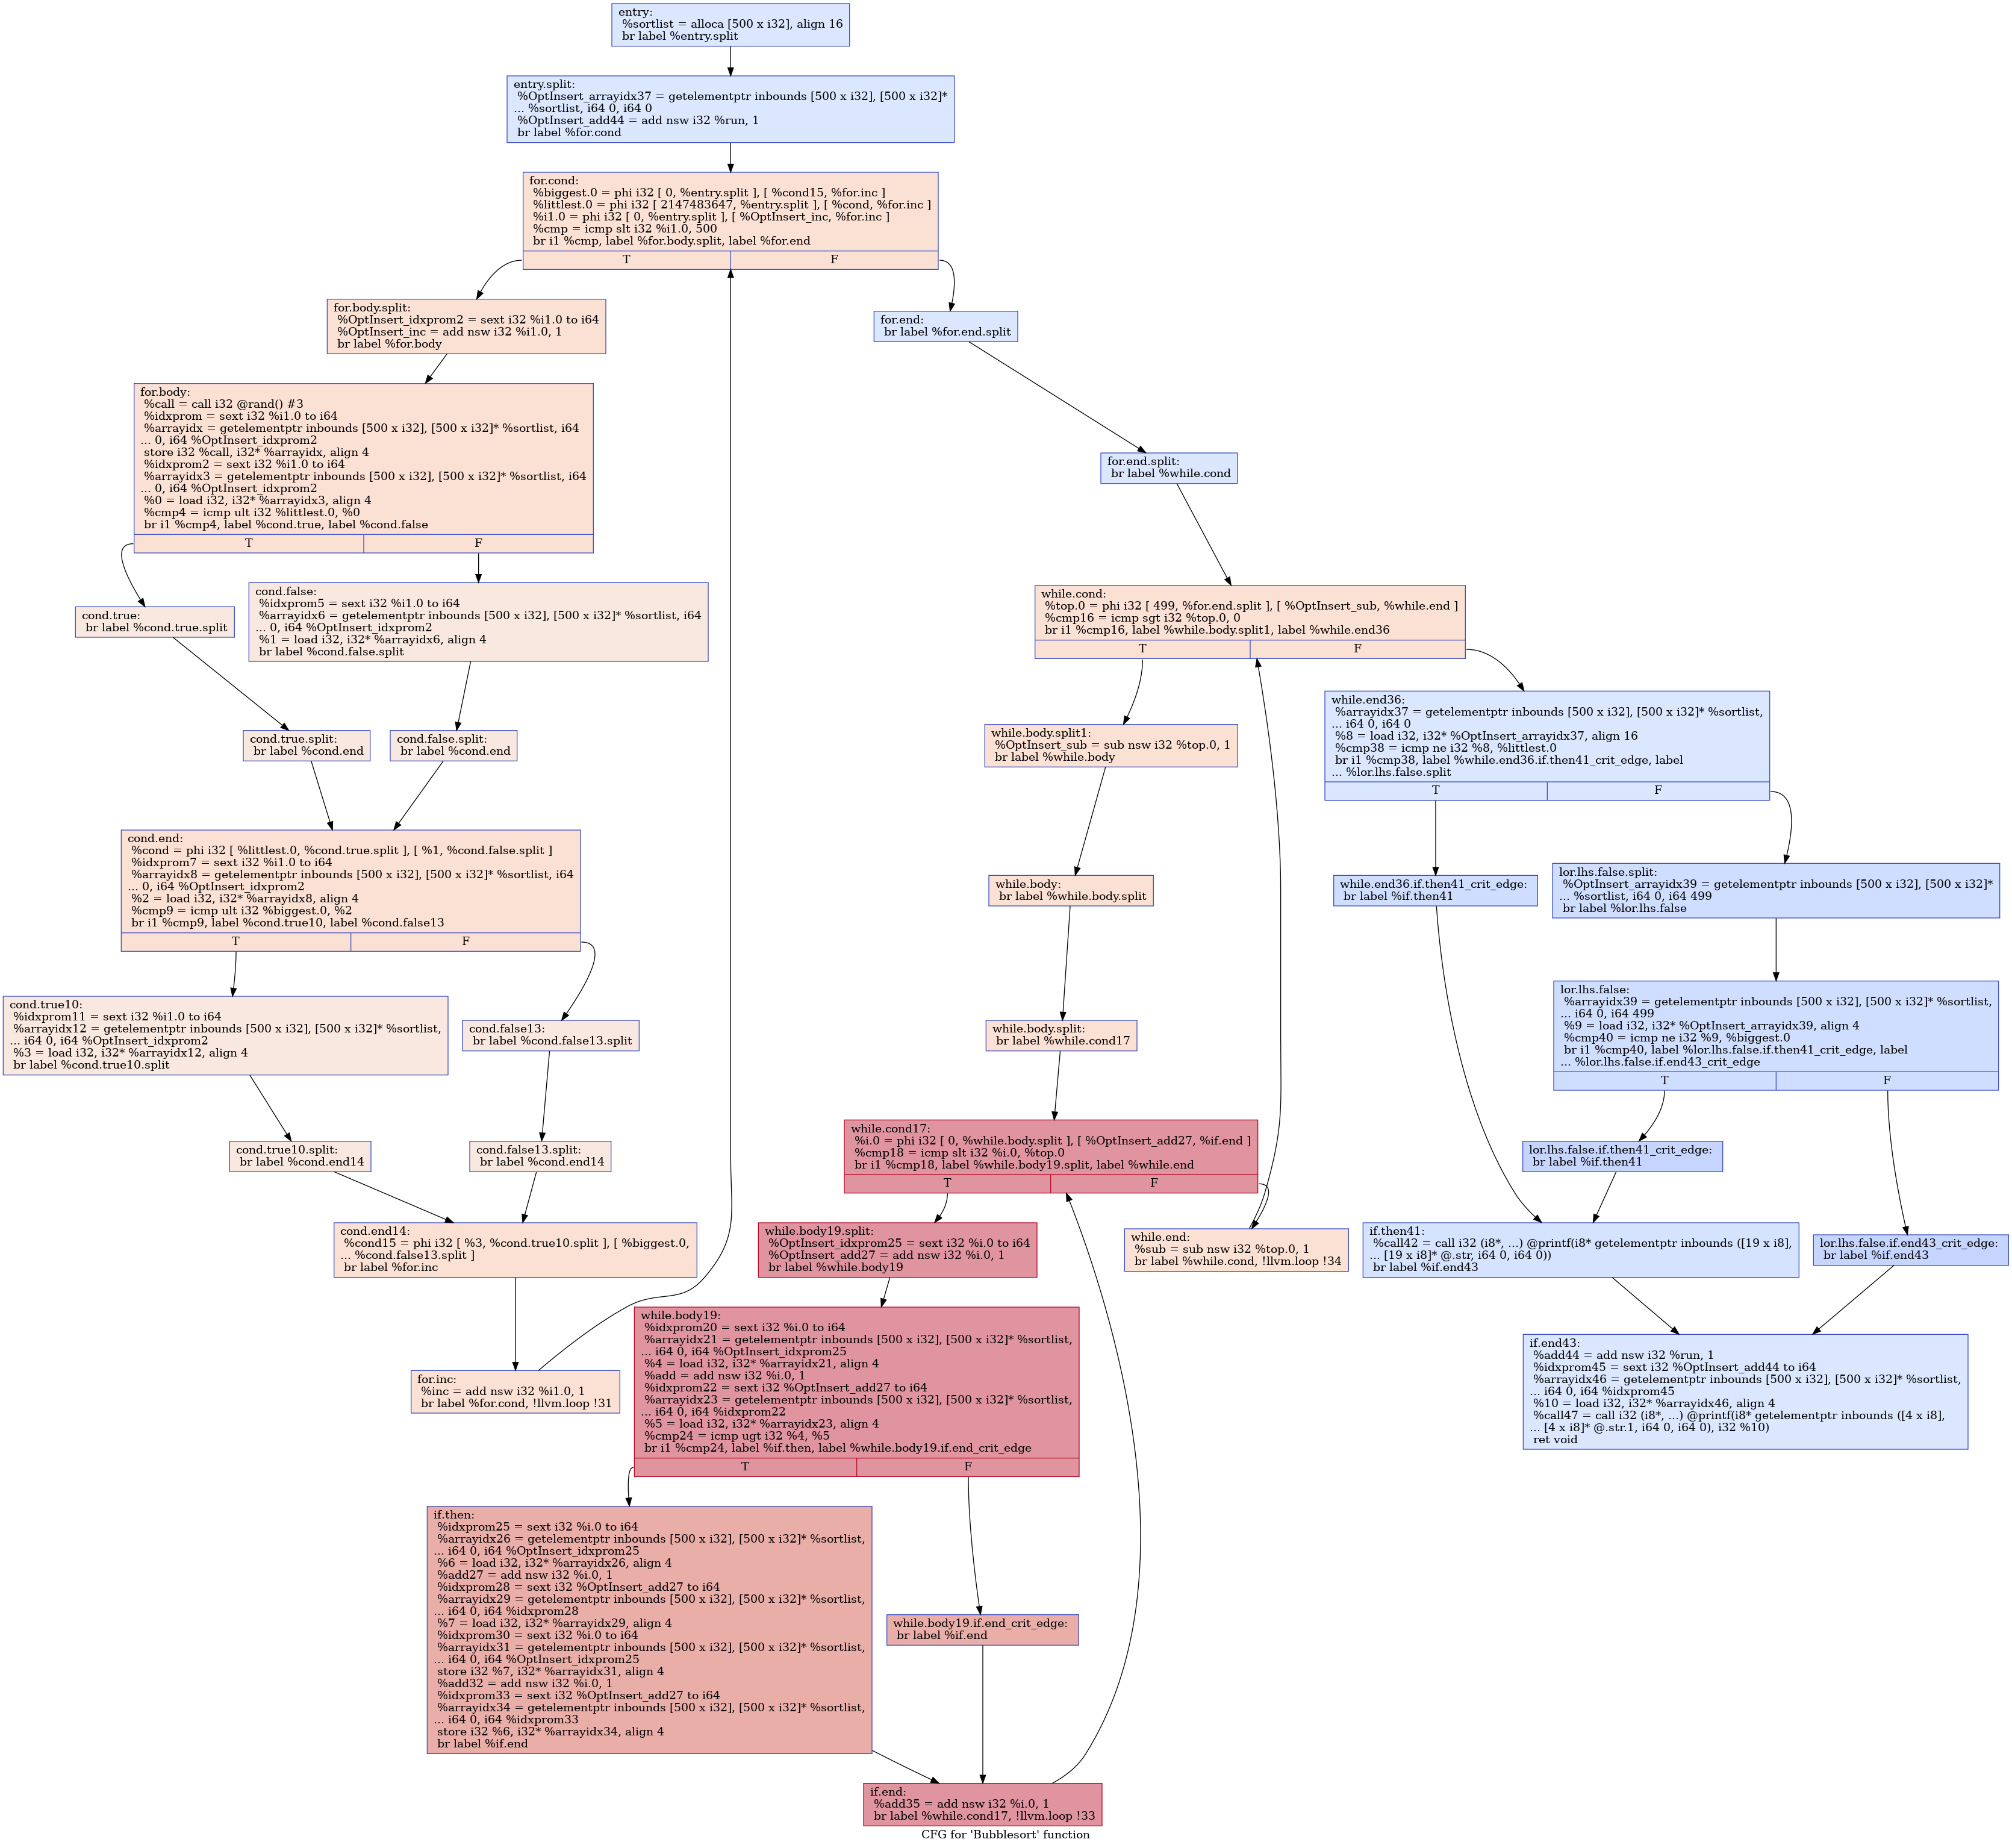 entry:
%sortlist = alloca [500 x i32], align 16
br label %entry.split
entry.split:
%OptInsert_arrayidx37 = getelementptr inbounds [500 x i32], [500 x i32]*
... %sortlist, i64 0, i64 0
%OptInsert_add44 = add nsw i32 %run, 1
br label %for.cond
for.cond:
%biggest.0 = phi i32 [ 0, %entry.split ], [ %cond15, %for.inc ]
%littlest.0 = phi i32 [ 2147483647, %entry.split ], [ %cond, %for.inc ]
%i1.0 = phi i32 [ 0, %entry.split ], [ %OptInsert_inc, %for.inc ]
%cmp = icmp slt i32 %i1.0, 500
br i1 %cmp, label %for.body.split, label %for.end
T F
for.body.split:
%OptInsert_idxprom2 = sext i32 %i1.0 to i64
%OptInsert_inc = add nsw i32 %i1.0, 1
br label %for.body
for.end:
br label %for.end.split
for.body:
%call = call i32 @rand() #3
%idxprom = sext i32 %i1.0 to i64
%arrayidx = getelementptr inbounds [500 x i32], [500 x i32]* %sortlist, i64
... 0, i64 %OptInsert_idxprom2
store i32 %call, i32* %arrayidx, align 4
%idxprom2 = sext i32 %i1.0 to i64
%arrayidx3 = getelementptr inbounds [500 x i32], [500 x i32]* %sortlist, i64
... 0, i64 %OptInsert_idxprom2
%0 = load i32, i32* %arrayidx3, align 4
%cmp4 = icmp ult i32 %littlest.0, %0
br i1 %cmp4, label %cond.true, label %cond.false
T F
for.end.split:
br label %while.cond
cond.true:
br label %cond.true.split
cond.false:
%idxprom5 = sext i32 %i1.0 to i64
%arrayidx6 = getelementptr inbounds [500 x i32], [500 x i32]* %sortlist, i64
... 0, i64 %OptInsert_idxprom2
%1 = load i32, i32* %arrayidx6, align 4
br label %cond.false.split
while.cond:
%top.0 = phi i32 [ 499, %for.end.split ], [ %OptInsert_sub, %while.end ]
%cmp16 = icmp sgt i32 %top.0, 0
br i1 %cmp16, label %while.body.split1, label %while.end36
T F
cond.true.split:
br label %cond.end
cond.false.split:
br label %cond.end
while.body.split1:
%OptInsert_sub = sub nsw i32 %top.0, 1
br label %while.body
while.end36:
%arrayidx37 = getelementptr inbounds [500 x i32], [500 x i32]* %sortlist,
... i64 0, i64 0
%8 = load i32, i32* %OptInsert_arrayidx37, align 16
%cmp38 = icmp ne i32 %8, %littlest.0
br i1 %cmp38, label %while.end36.if.then41_crit_edge, label
... %lor.lhs.false.split
T F
cond.end:
%cond = phi i32 [ %littlest.0, %cond.true.split ], [ %1, %cond.false.split ]
%idxprom7 = sext i32 %i1.0 to i64
%arrayidx8 = getelementptr inbounds [500 x i32], [500 x i32]* %sortlist, i64
... 0, i64 %OptInsert_idxprom2
%2 = load i32, i32* %arrayidx8, align 4
%cmp9 = icmp ult i32 %biggest.0, %2
br i1 %cmp9, label %cond.true10, label %cond.false13
T F
while.body:
br label %while.body.split
while.end36.if.then41_crit_edge:
br label %if.then41
lor.lhs.false.split:
%OptInsert_arrayidx39 = getelementptr inbounds [500 x i32], [500 x i32]*
... %sortlist, i64 0, i64 499
br label %lor.lhs.false
cond.true10:
%idxprom11 = sext i32 %i1.0 to i64
%arrayidx12 = getelementptr inbounds [500 x i32], [500 x i32]* %sortlist,
... i64 0, i64 %OptInsert_idxprom2
%3 = load i32, i32* %arrayidx12, align 4
br label %cond.true10.split
cond.false13:
br label %cond.false13.split
while.body.split:
br label %while.cond17
lor.lhs.false:
%arrayidx39 = getelementptr inbounds [500 x i32], [500 x i32]* %sortlist,
... i64 0, i64 499
%9 = load i32, i32* %OptInsert_arrayidx39, align 4
%cmp40 = icmp ne i32 %9, %biggest.0
br i1 %cmp40, label %lor.lhs.false.if.then41_crit_edge, label
... %lor.lhs.false.if.end43_crit_edge
T F
cond.true10.split:
br label %cond.end14
cond.false13.split:
br label %cond.end14
while.cond17:
%i.0 = phi i32 [ 0, %while.body.split ], [ %OptInsert_add27, %if.end ]
%cmp18 = icmp slt i32 %i.0, %top.0
br i1 %cmp18, label %while.body19.split, label %while.end
T F
lor.lhs.false.if.then41_crit_edge:
br label %if.then41
cond.end14:
%cond15 = phi i32 [ %3, %cond.true10.split ], [ %biggest.0,
... %cond.false13.split ]
br label %for.inc
while.body19.split:
%OptInsert_idxprom25 = sext i32 %i.0 to i64
%OptInsert_add27 = add nsw i32 %i.0, 1
br label %while.body19
while.end:
%sub = sub nsw i32 %top.0, 1
br label %while.cond, !llvm.loop !34
if.then41:
%call42 = call i32 (i8*, ...) @printf(i8* getelementptr inbounds ([19 x i8],
... [19 x i8]* @.str, i64 0, i64 0))
br label %if.end43
lor.lhs.false.if.end43_crit_edge:
br label %if.end43
for.inc:
%inc = add nsw i32 %i1.0, 1
br label %for.cond, !llvm.loop !31
while.body19:
%idxprom20 = sext i32 %i.0 to i64
%arrayidx21 = getelementptr inbounds [500 x i32], [500 x i32]* %sortlist,
... i64 0, i64 %OptInsert_idxprom25
%4 = load i32, i32* %arrayidx21, align 4
%add = add nsw i32 %i.0, 1
%idxprom22 = sext i32 %OptInsert_add27 to i64
%arrayidx23 = getelementptr inbounds [500 x i32], [500 x i32]* %sortlist,
... i64 0, i64 %idxprom22
%5 = load i32, i32* %arrayidx23, align 4
%cmp24 = icmp ugt i32 %4, %5
br i1 %cmp24, label %if.then, label %while.body19.if.end_crit_edge
T F
if.end43:
%add44 = add nsw i32 %run, 1
%idxprom45 = sext i32 %OptInsert_add44 to i64
%arrayidx46 = getelementptr inbounds [500 x i32], [500 x i32]* %sortlist,
... i64 0, i64 %idxprom45
%10 = load i32, i32* %arrayidx46, align 4
%call47 = call i32 (i8*, ...) @printf(i8* getelementptr inbounds ([4 x i8],
... [4 x i8]* @.str.1, i64 0, i64 0), i32 %10)
ret void
if.then:
%idxprom25 = sext i32 %i.0 to i64
%arrayidx26 = getelementptr inbounds [500 x i32], [500 x i32]* %sortlist,
... i64 0, i64 %OptInsert_idxprom25
%6 = load i32, i32* %arrayidx26, align 4
%add27 = add nsw i32 %i.0, 1
%idxprom28 = sext i32 %OptInsert_add27 to i64
%arrayidx29 = getelementptr inbounds [500 x i32], [500 x i32]* %sortlist,
... i64 0, i64 %idxprom28
%7 = load i32, i32* %arrayidx29, align 4
%idxprom30 = sext i32 %i.0 to i64
%arrayidx31 = getelementptr inbounds [500 x i32], [500 x i32]* %sortlist,
... i64 0, i64 %OptInsert_idxprom25
store i32 %7, i32* %arrayidx31, align 4
%add32 = add nsw i32 %i.0, 1
%idxprom33 = sext i32 %OptInsert_add27 to i64
%arrayidx34 = getelementptr inbounds [500 x i32], [500 x i32]* %sortlist,
... i64 0, i64 %idxprom33
store i32 %6, i32* %arrayidx34, align 4
br label %if.end
while.body19.if.end_crit_edge:
br label %if.end
if.end:
%add35 = add nsw i32 %i.0, 1
br label %while.cond17, !llvm.loop !33
CFG for 'Bubblesort' function